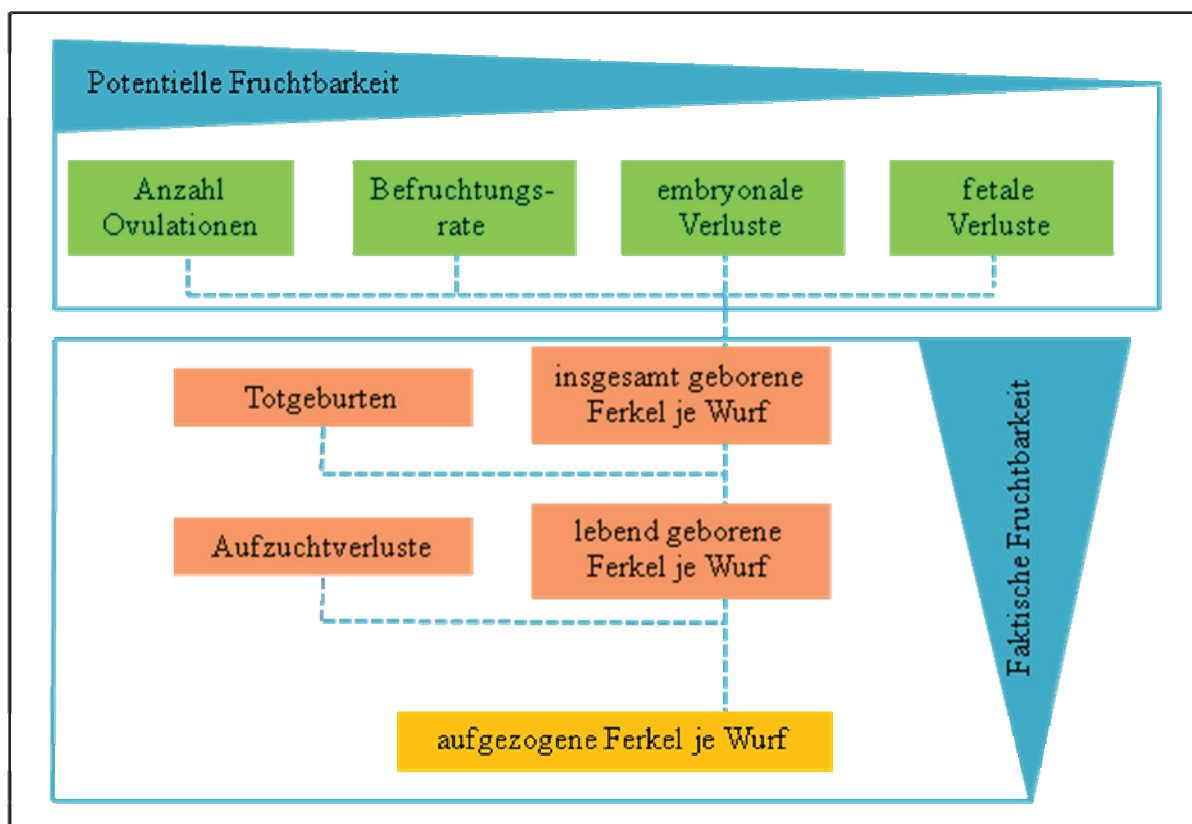 Potentielle Fruchtbarkeit
Anzahl
Ovulationen
Befruchtungs-
rate
embryonale
Verluste
fetale
Verluste
insgesamt geborene
Ferkel je Wurf
Totgeburten
lebend geborene
Ferkel je Wurf
Aufzuchtverluste
aufgezogene Ferkel je Wurf
Faktische Fruchtbarkeit